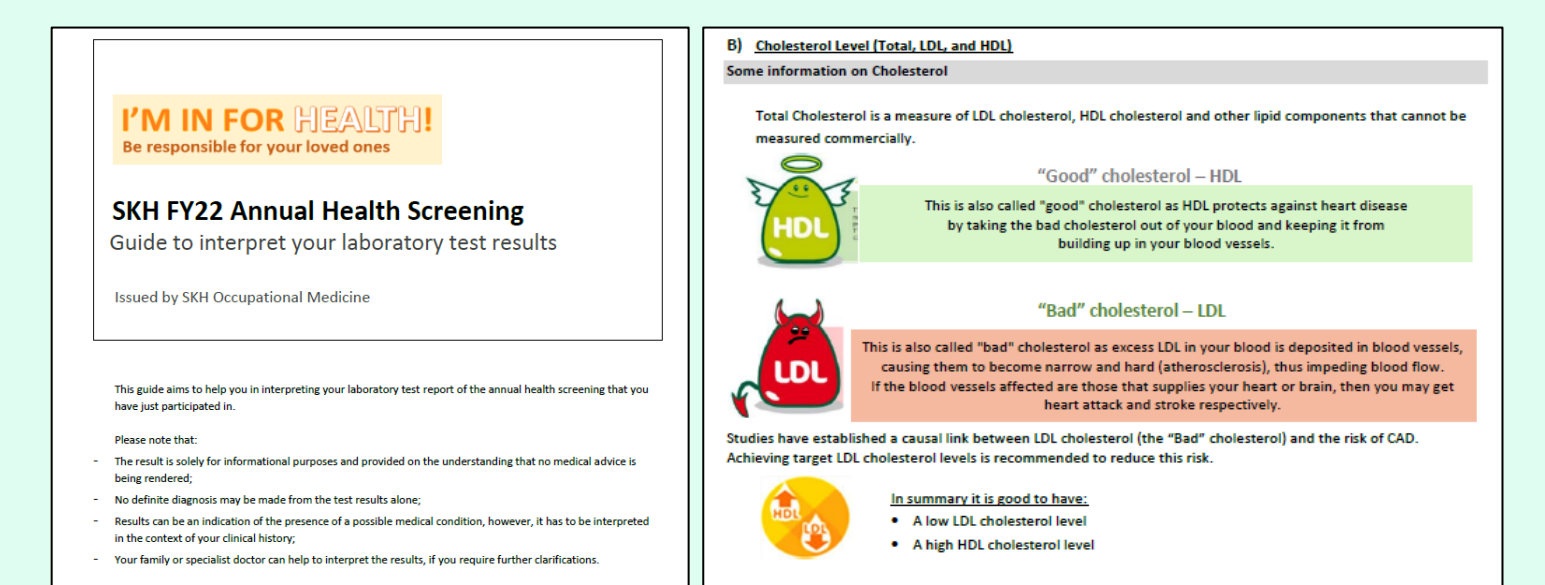 I'M IN FOR HEALTH!
Be responsible for your loved ones
SKH FY22 Annual Health Screening
Guide to interpret your laboratory test results
Issued by SKH Occupational Medicine
This guide aims to help you in interpreting your laboratory test report of the annual health screening that you
have just participated in.
Please note that:
- The result is solely for informational purposes and provided on the understanding that no medical advice is
being rendered;
- No definite diagnosis may be made from the test results alone;
- Results can be an indication of the presence of a possible medical condition, however, it has to be interpreted
in the context of your clinical history;
- Your family or specialist doctor can help to interpret the results, if you require further clarifications.
B) Cholesterol Level (Total, LDL, and HDL)
Some information on Cholesterol
Total Cholesterol is a measure of LDL cholesterol, HDL cholesterol and other lipid components that cannot be
measured commercially.
HDL
“Good” cholesterol – HDL
This is also called "good" cholesterol as HDL protects against heart disease
by taking the bad cholesterol out of your blood and keeping it from
building up in your blood vessels.
LDL
“Bad” cholesterol – LDL
This is also called "bad" cholesterol as excess LDL in your blood is deposited in blood vessels,
causing them to become narrow and hard (atherosclerosis), thus impeding blood flow.
If the blood vessels affected are those that supplies your heart or brain, then you may get
heart attack and stroke respectively.
Studies have established a causal link between LDL cholesterol (the “Bad” cholesterol) and the risk of CAD.
Achieving target LDL cholesterol levels is recommended to reduce this risk.
HDL
LDL
In summary it is good to have:
• A low LDL cholesterol level
• A high HDL cholesterol level